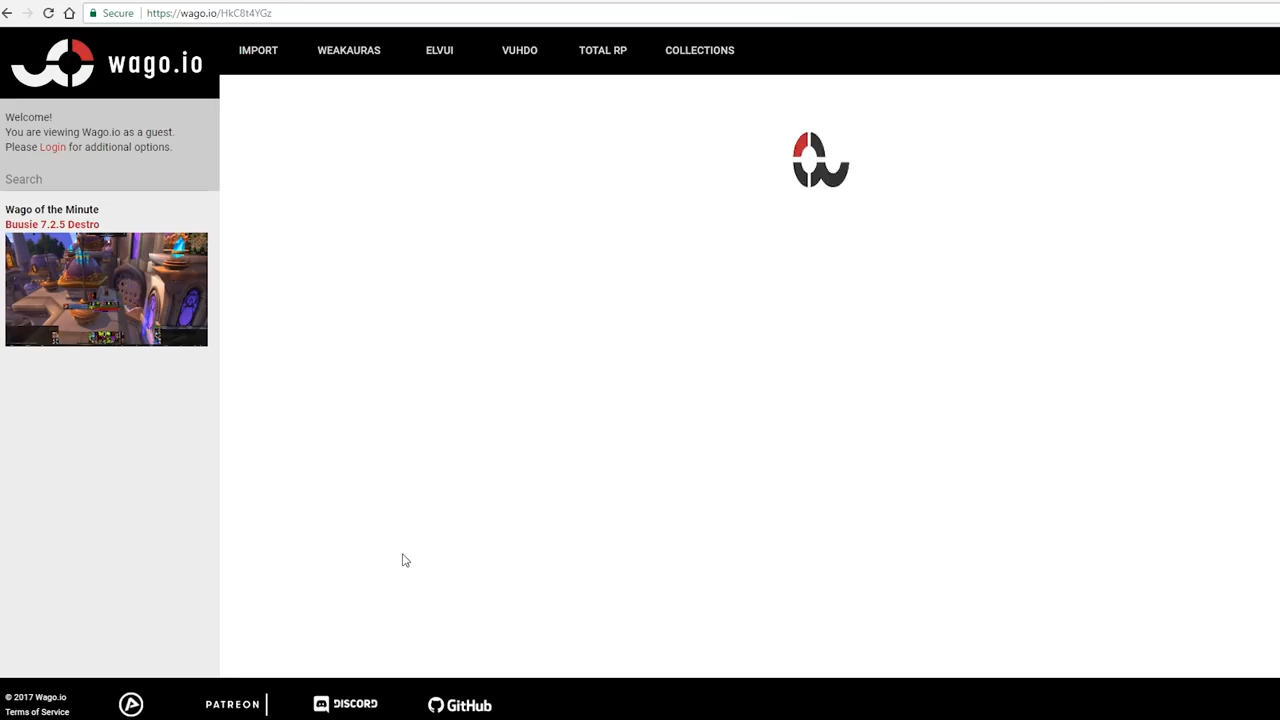 Secure https://wago.io/HkC8t4YGz
wago.io
IMPORT WEAKAURAS ELVUI VUHDO TOTAL RP COLLECTIONS
Welcome!
You are viewing Wago.io as a guest.
Please Login for additional options.
Search
Wago of the Minute
Buusie 7.2.5 Destro
© 2017 Wago.io
Terms of Service
PATREON
DISCORD
GitHub